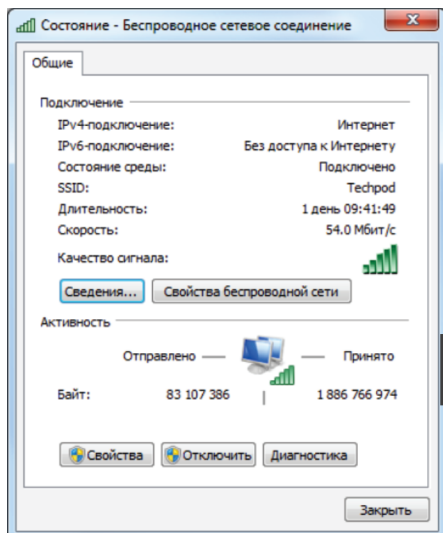 Состояние - Беспроводное сетевое соединение
Общие
Подключение
IPv4-подключение: Интернет
IPv6-подключение: Без доступа к Интернету
Состояние среды: Подключено
SSID: Techpod
Длительность: 1 день 09:41:49
Скорость: 54.0 Мбит/с
Качество сигнала:
Сведения... Свойства беспроводной сети
Активность
Отправлено — — Принято
Байт: 83 107 386 | 1 886 766 974
Свойства Отключить Диагностика
Закрыть